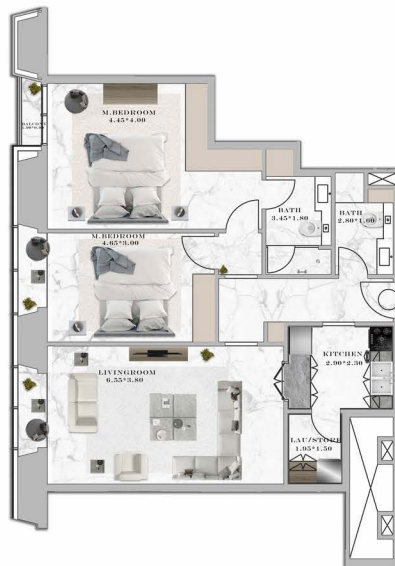 M.BEDROOM
4.45*4.00
BALCONY
BATH
3.45*1.80
BATH
2.80*1.60
M.BEDROOM
4.65*3.00
KITCHEN
2.90*2.30
LIVINGROOM
6.55*3.80
LAU/STORE
1.95*1.50